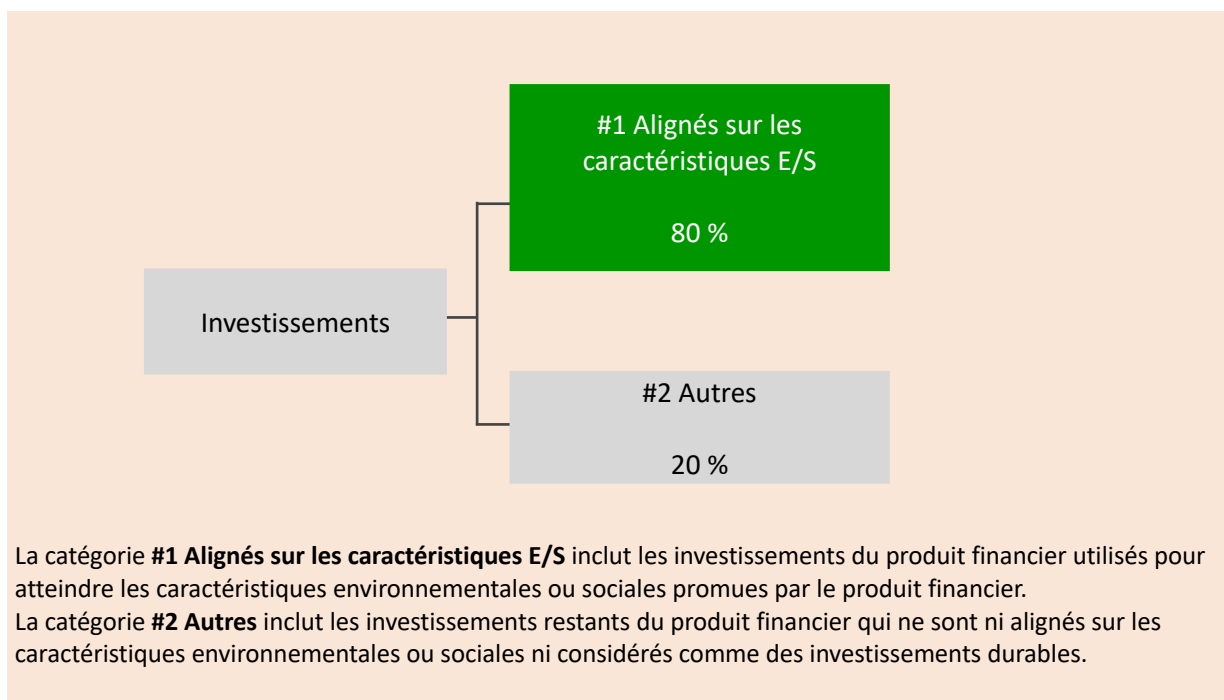 #1 Alignés sur les
caractéristiques E/S
80 %
Investissements
#2 Autres
20 %
La catégorie #1 Alignés sur les caractéristiques E/S inclut les investissements du produit financier utilisés pour
atteindre les caractéristiques environnementales ou sociales promues par le produit financier.
La catégorie #2 Autres inclut les investissements restants du produit financier qui ne sont ni alignés sur les
caractéristiques environnementales ou sociales ni considérés comme des investissements durables.